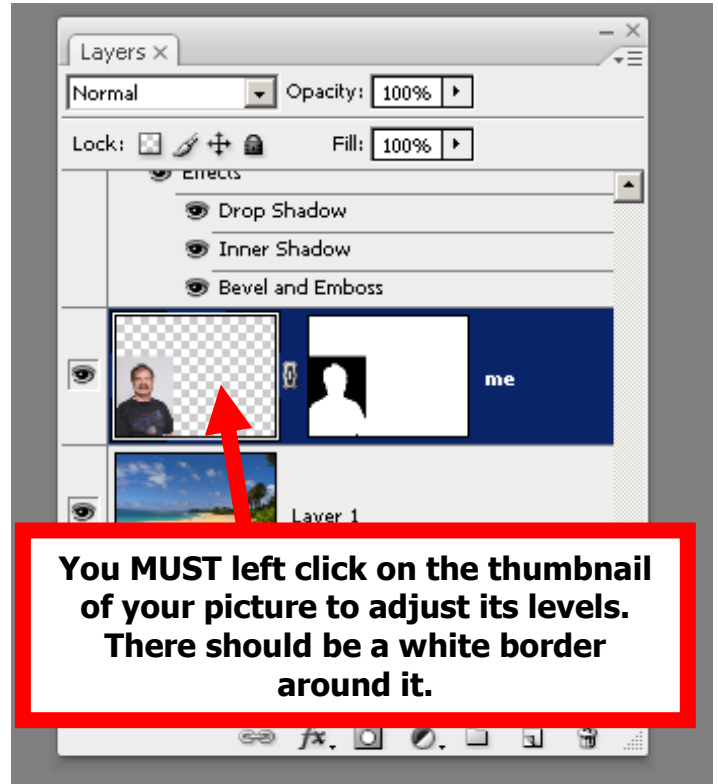 Layers ×
Normal Opacity: 100%
Lock: Fill: 100%
Effects
Drop Shadow
Inner Shadow
Bevel and Emboss
me
Layer 1
You MUST left click on the thumbnail
of your picture to adjust its levels.
There should be a white border
around it.
fx.